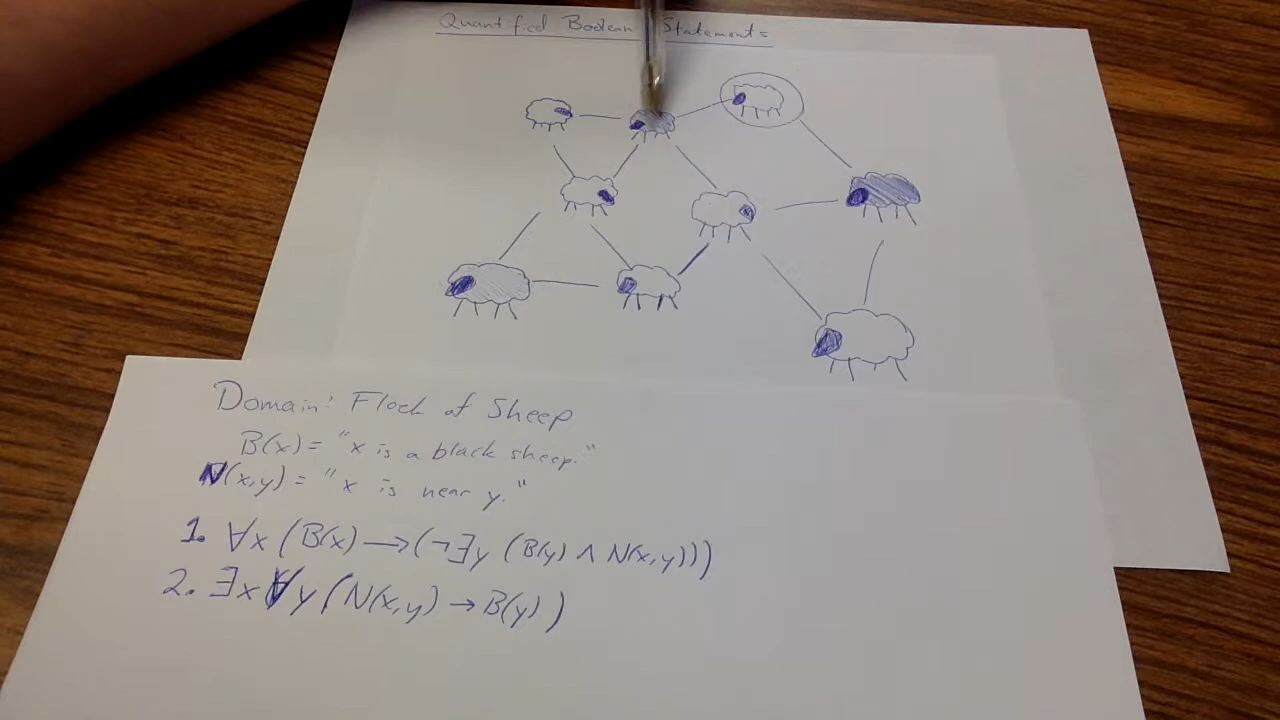 Quantified Boolean Statements
Domain: Flock of Sheep
B(x) = "x is a black sheep."
N(x,y) = "x is near y."
1. ∀x (B(x) → (¬∃y (B(y) ∧ N(x,y))))
2. ∃x ∀y (N(x,y) → B(y))